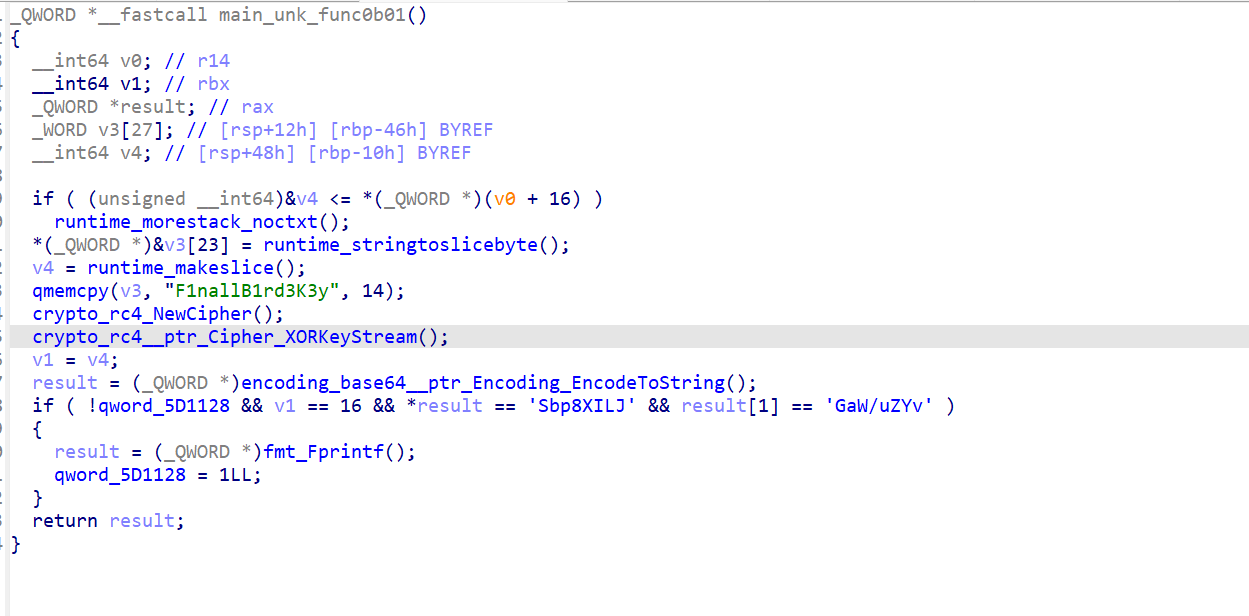 _QWORD *__fastcall main_unk_func0b01()
{
__int64 v0; // r14
__int64 v1; // rbx
_QWORD *result; // rax
_WORD v3[27]; // [rsp+12h] [rbp-46h] BYREF
__int64 v4; // [rsp+48h] [rbp-10h] BYREF
if ( (unsigned __int64)&v4 <= *(_QWORD *)(v0 + 16) )
runtime_morestack_noctxt();
*(_QWORD *)&v3[23] = runtime_stringtoslicebyte();
v4 = runtime_makeslice();
qmemcpy(v3, "F1nallB1rd3K3y", 14);
crypto_rc4_NewCipher();
crypto_rc4__ptr_Cipher_XORKeyStream();
v1 = v4;
result = (_QWORD *)encoding_base64__ptr_Encoding_EncodeToString();
if ( !qword_5D1128 && v1 == 16 && *result == 'Sbp8XILJ' && result[1] == 'GaW/uZYv' )
{
result = (_QWORD *)fmt_Fprintf();
qword_5D1128 = 1LL;
}
return result;
}